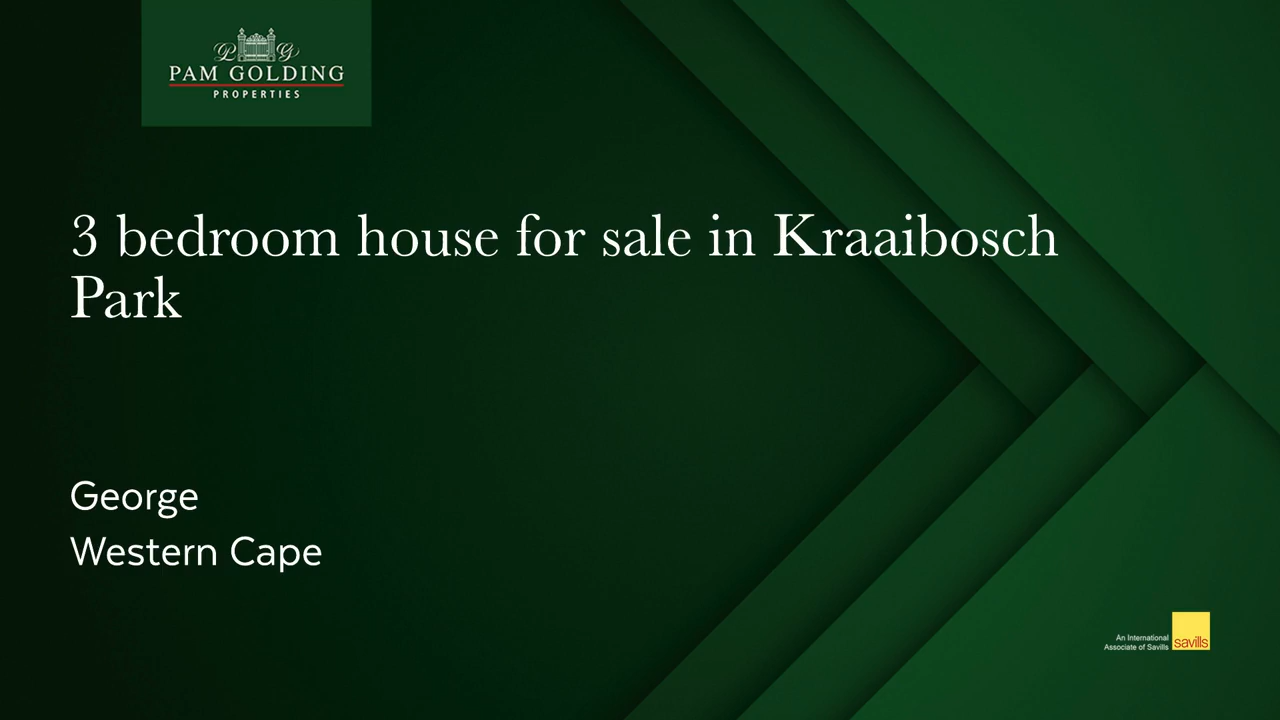 P G
PAM GOLDING
PROPERTIES
3 bedroom house for sale in Kraaibosch
Park
George
Western Cape
An International
Associate of Savills
savills